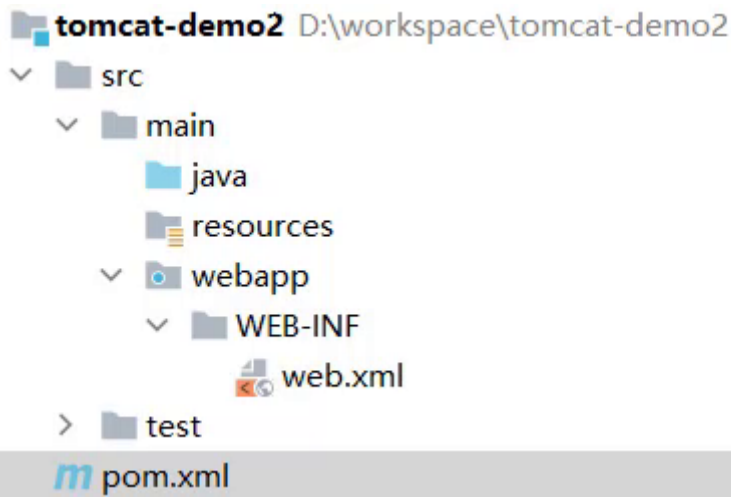 tomcat-demo2 D:\workspace\tomcat-demo2
src
main
java
resources
webapp
WEB-INF
web.xml
test
m pom.xml